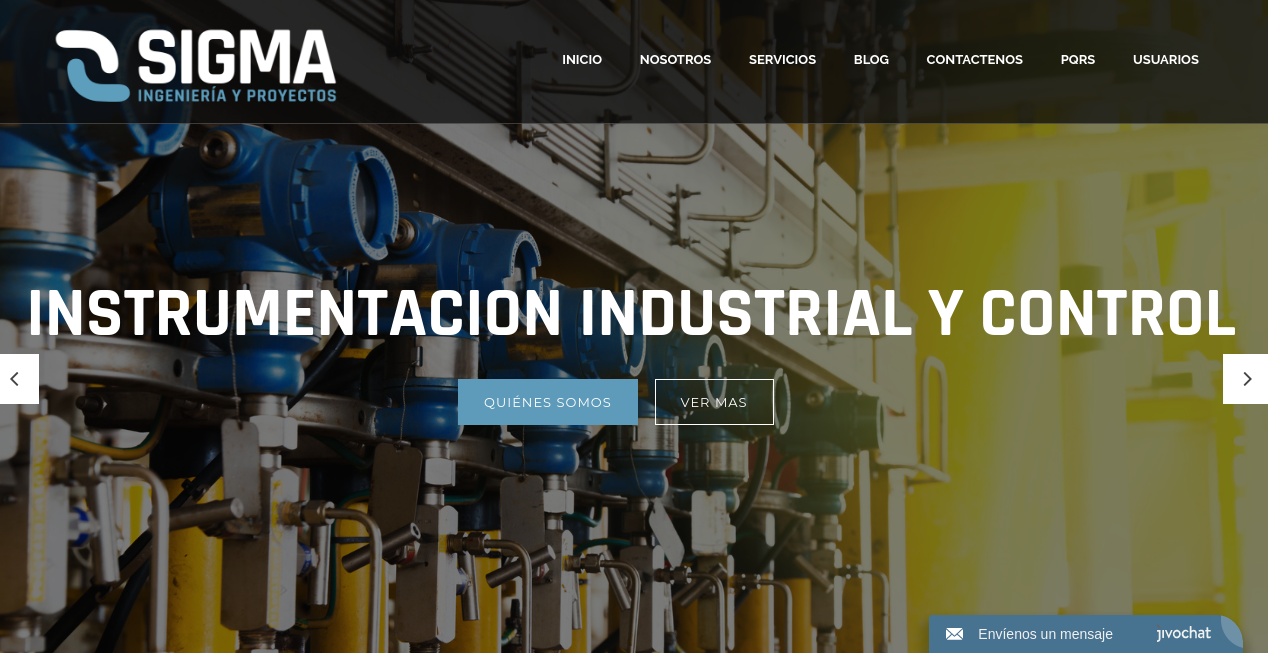 SIGMA
INGENIERÍA Y PROYECTOS
INICIO NOSOTROS SERVICIOS BLOG CONTACTENOS PQRS USUARIOS
INSTRUMENTACION INDUSTRIAL Y CONTROL
QUIÉNES SOMOS VER MAS
Envíenos un mensaje jivochat